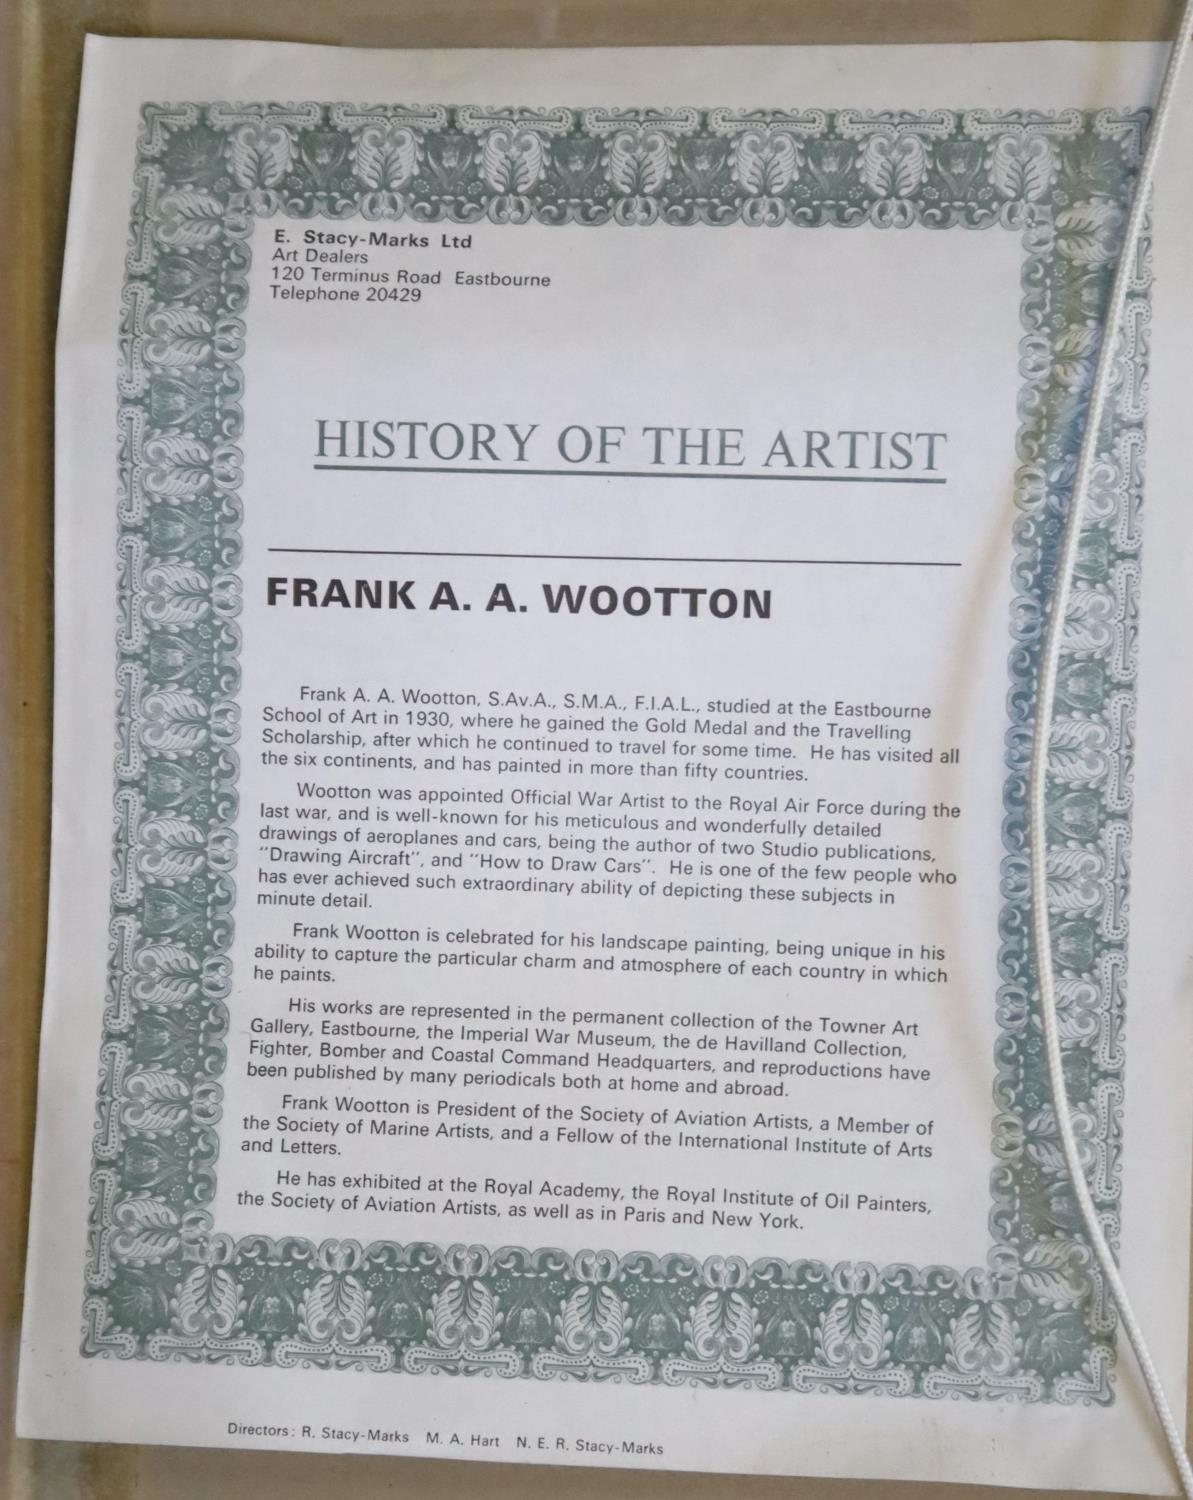 E. Stacy-Marks Ltd
Art Dealers
120 Terminus Road Eastbourne
Telephone 20429
HISTORY OF THE ARTIST
FRANK A. A. WOOTTON
Frank A. A. Wootton, S.Av.A., S.M.A., F.I.A.L., studied at the Eastbourne
School of Art in 1930, where he gained the Gold Medal and the Travelling
Scholarship, after which he continued to travel for some time. He has visited all
the six continents, and has painted in more than fifty countries.
Wootton was appointed Official War Artist to the Royal Air Force during the
last war, and is well-known for his meticulous and wonderfully detailed
drawings of aeroplanes and cars, being the author of two Studio publications,
"Drawing Aircraft", and "How to Draw Cars". He is one of the few people who
has ever achieved such extraordinary ability of depicting these subjects in
minute detail.
Frank Wootton is celebrated for his landscape painting, being unique in his
ability to capture the particular charm and atmosphere of each country in which
he paints.
His works are represented in the permanent collection of the Towner Art
Gallery, Eastbourne, the Imperial War Museum, the de Havilland Collection,
Fighter, Bomber and Coastal Command Headquarters, and reproductions have
been published by many periodicals both at home and abroad.
Frank Wootton is President of the Society of Aviation Artists, a Member of
the Society of Marine Artists, and a Fellow of the International Institute of Arts
and Letters.
He has exhibited at the Royal Academy, the Royal Institute of Oil Painters,
the Society of Aviation Artists, as well as in Paris and New York.
Directors: R. Stacy-Marks M. A. Hart N. E. R. Stacy-Marks